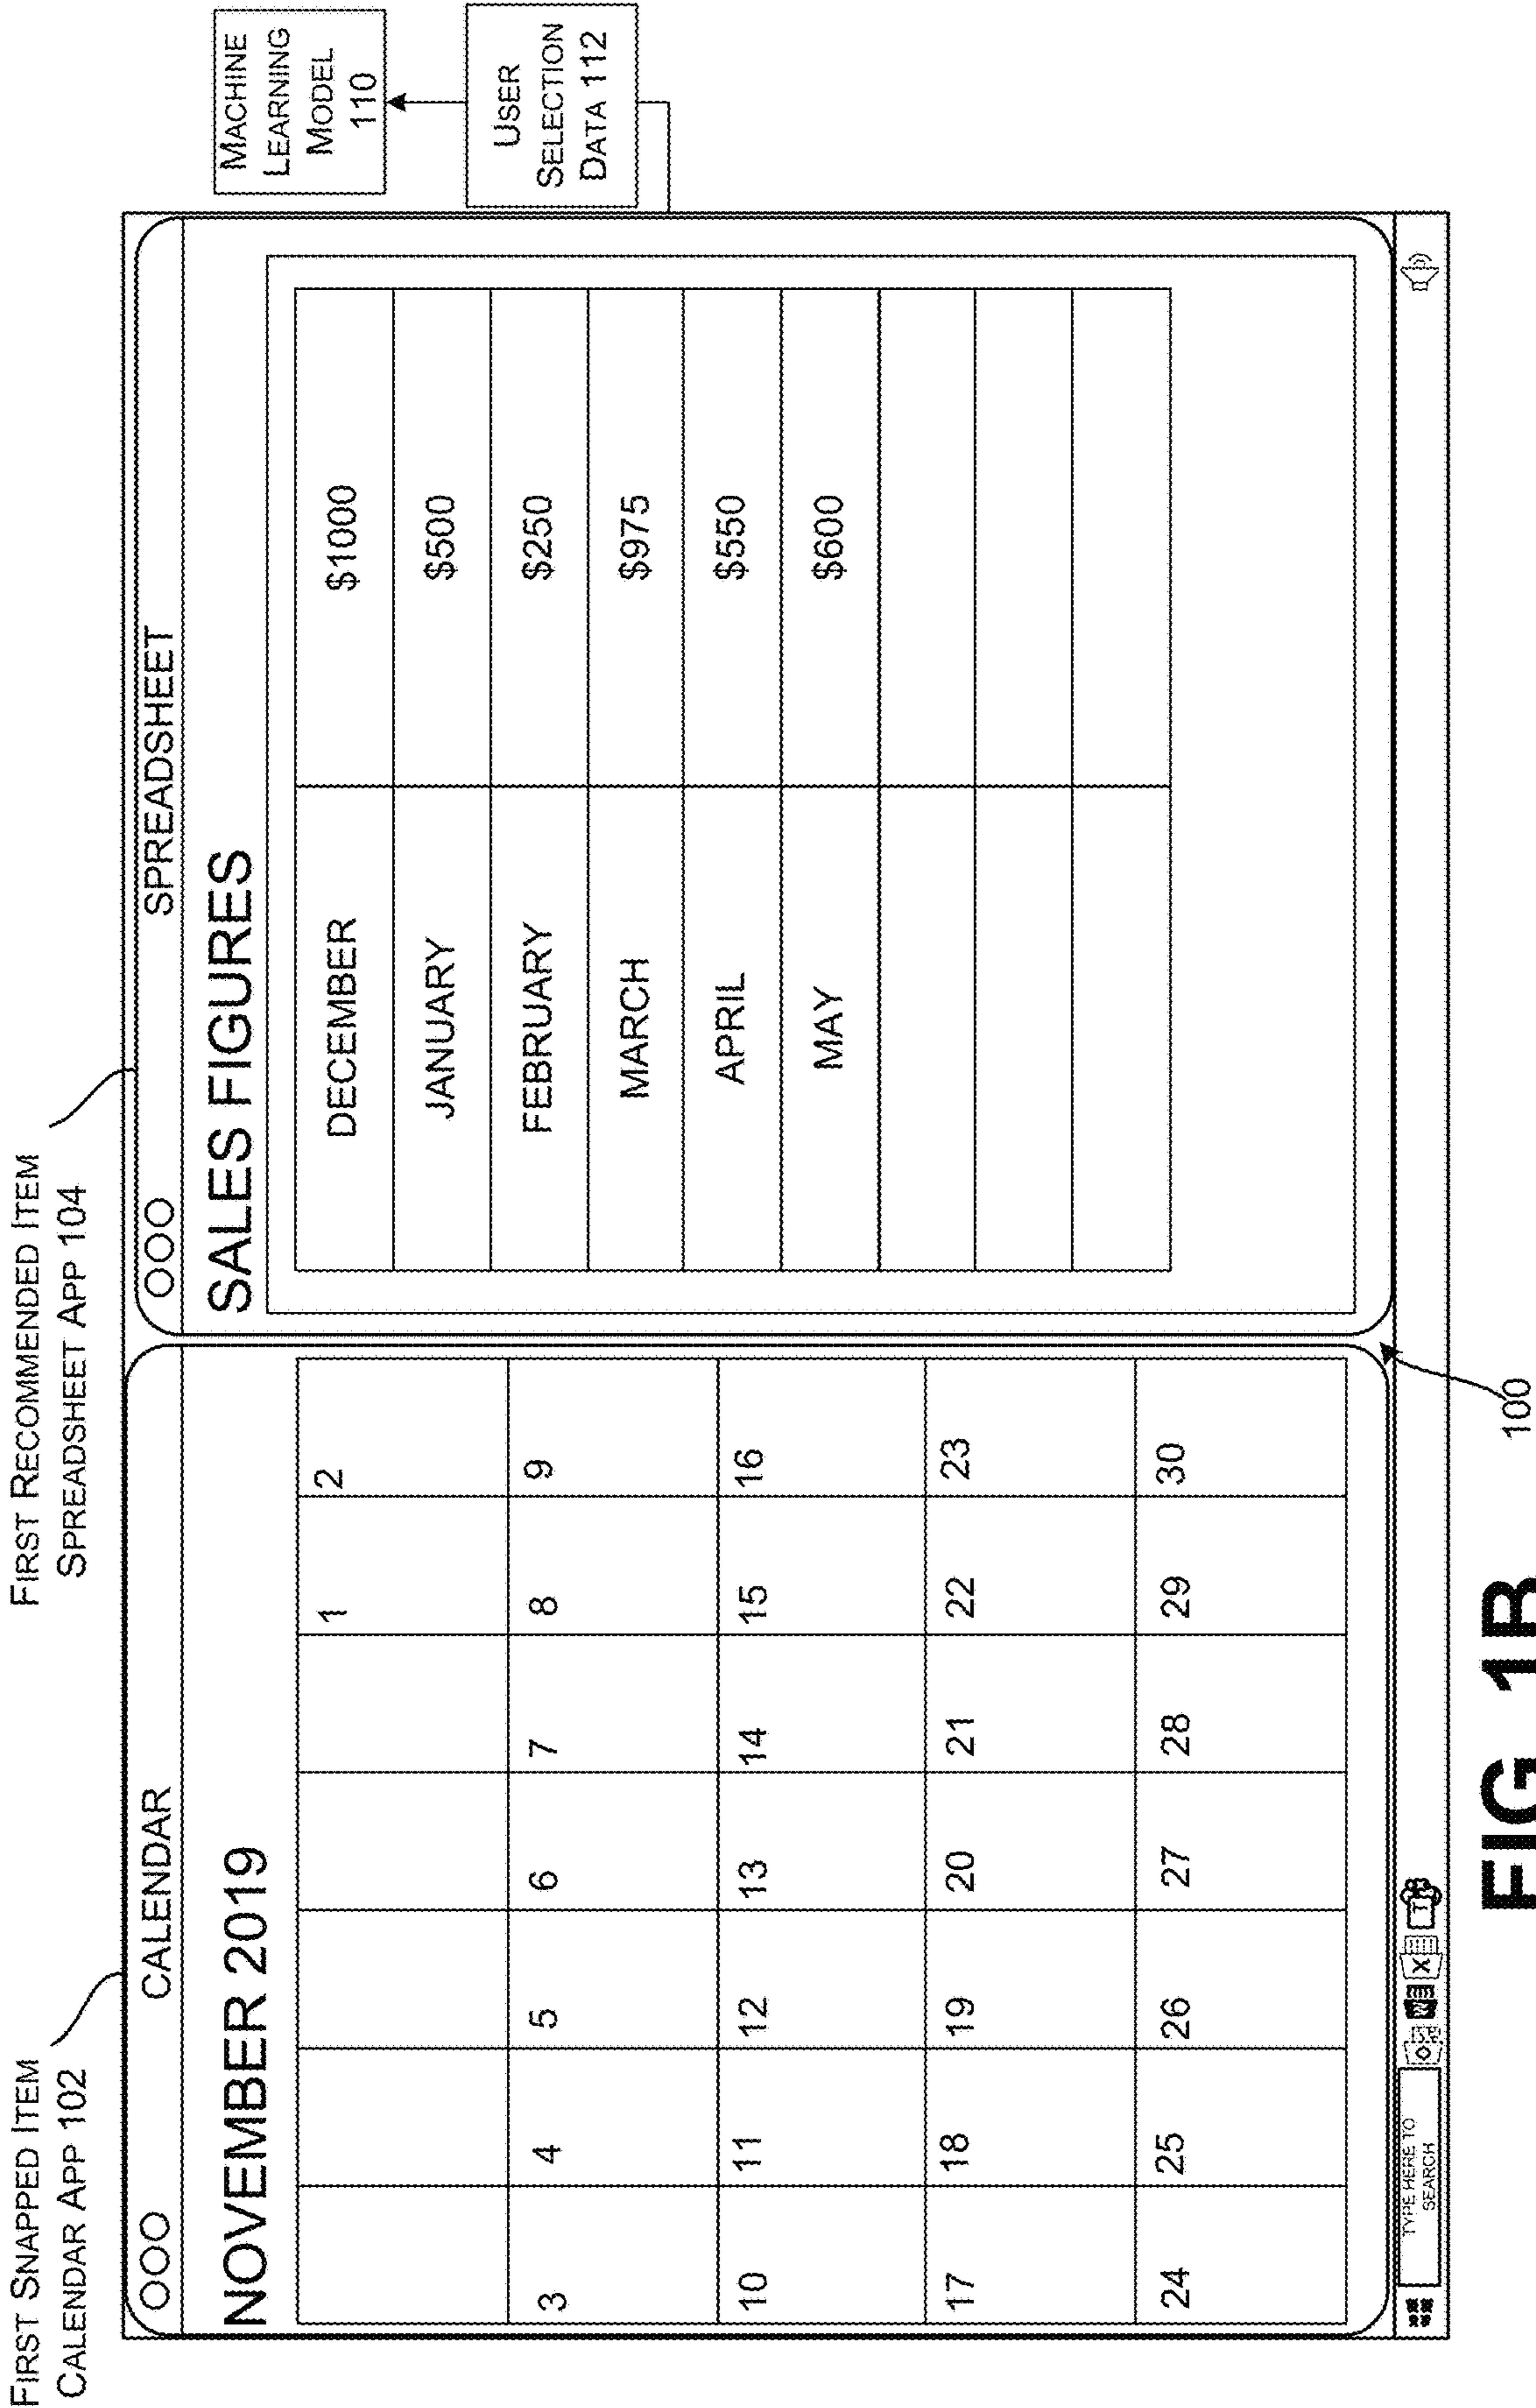 FIRST SNAPPED ITEM
CALENDAR APP 102
FIRST RECOMMENDED ITEM
SPREADSHEET APP 104
CALENDAR
NOVEMBER 2019
1 2
3 4 5 6 7 8 9
10 11 12 13 14 15 16
17 18 19 20 21 22 23
24 25 26 27 28 29 30
SPREADSHEET
SALES FIGURES
DECEMBER $1000
JANUARY $500
FEBRUARY $250
MARCH $975
APRIL $550
MAY $600
MACHINE
LEARNING
MODEL
110
USER
SELECTION
DATA 112
TYPE HERE TO
SEARCH
O W X T
100
FIG. 1B